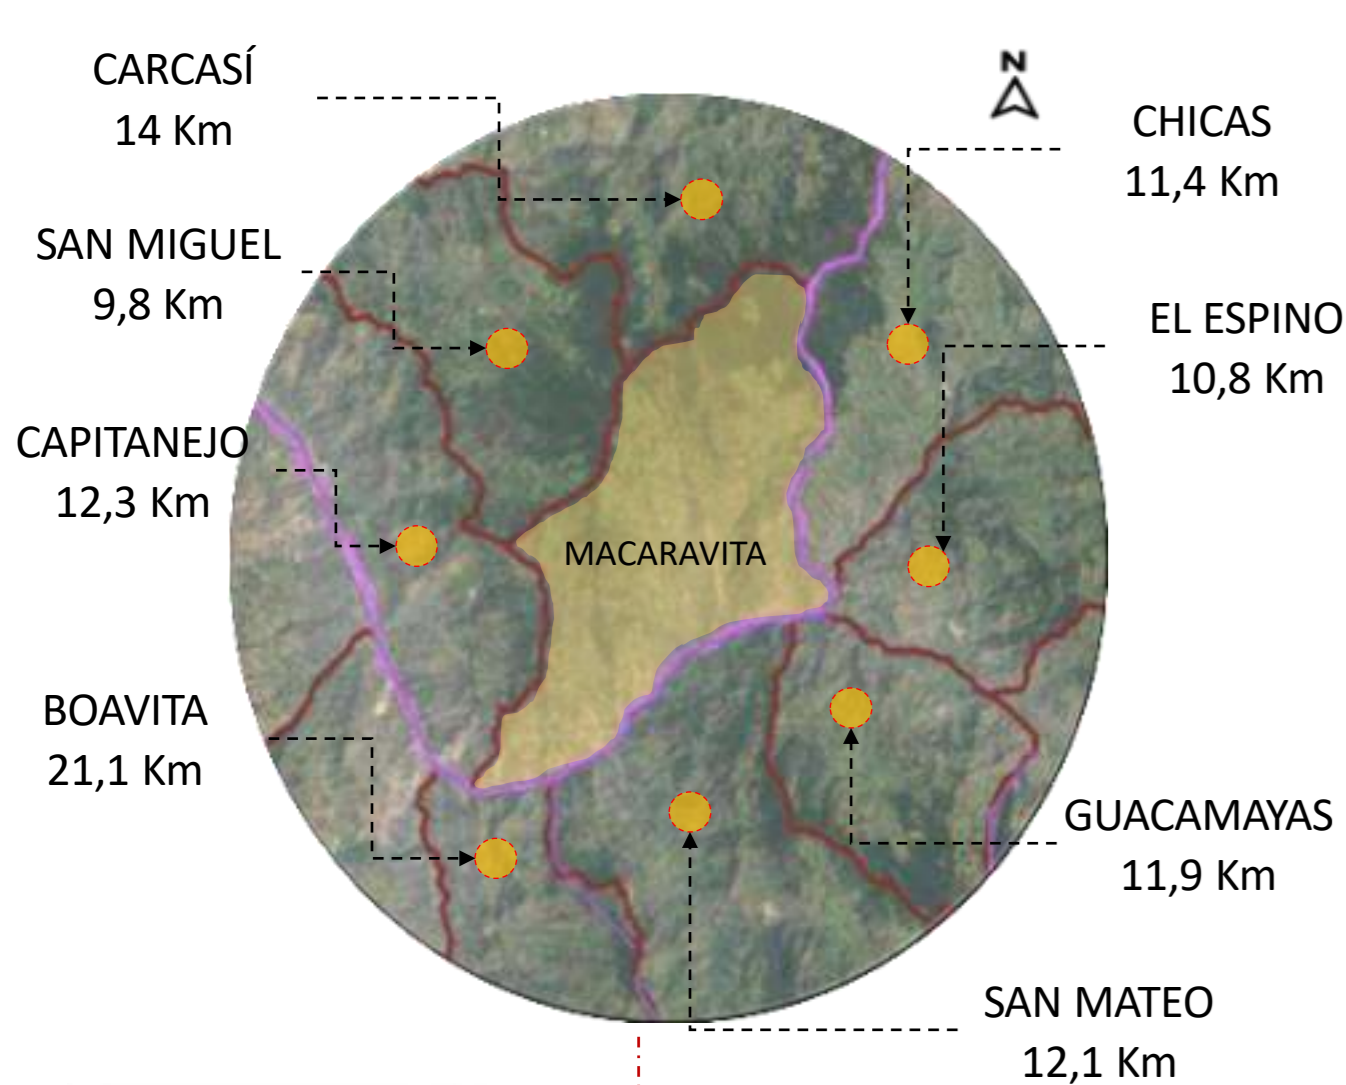 CARCASÍ
14 Km
N
CHICAS
11,4 Km
SAN MIGUEL
9,8 Km
EL ESPINO
10,8 Km
CAPITANEJO
12,3 Km
MACARAVITA
BOAVITA
21,1 Km
GUACAMAYAS
11,9 Km
SAN MATEO
12,1 Km